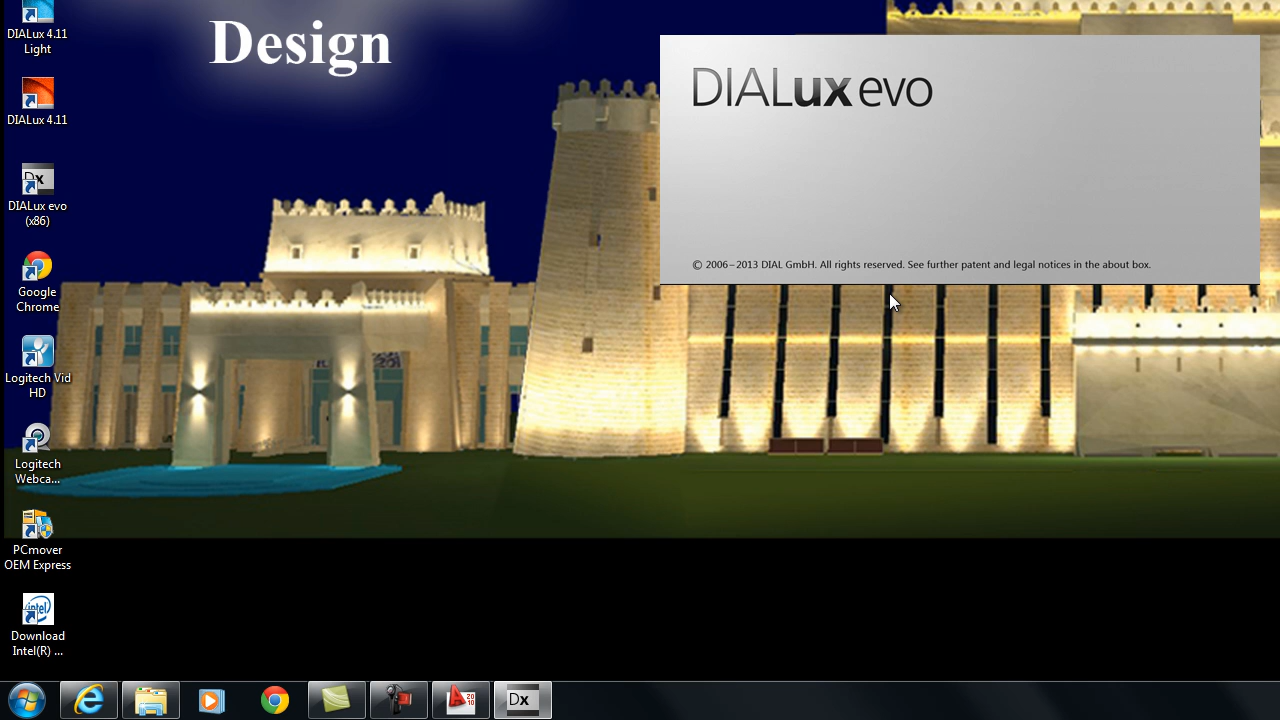 DIALux 4.11
Light
DIALux 4.11
Dx
DIALux evo
(x86)
Google
Chrome
Logitech Vid
HD
Logitech
Webca...
PCmover
OEM Express
intel
Download
Intel(R) ...
Design
DIALux evo
© 2006–2013 DIAL GmbH. All rights reserved. See further patent and legal notices in the about box.
2010
Dx